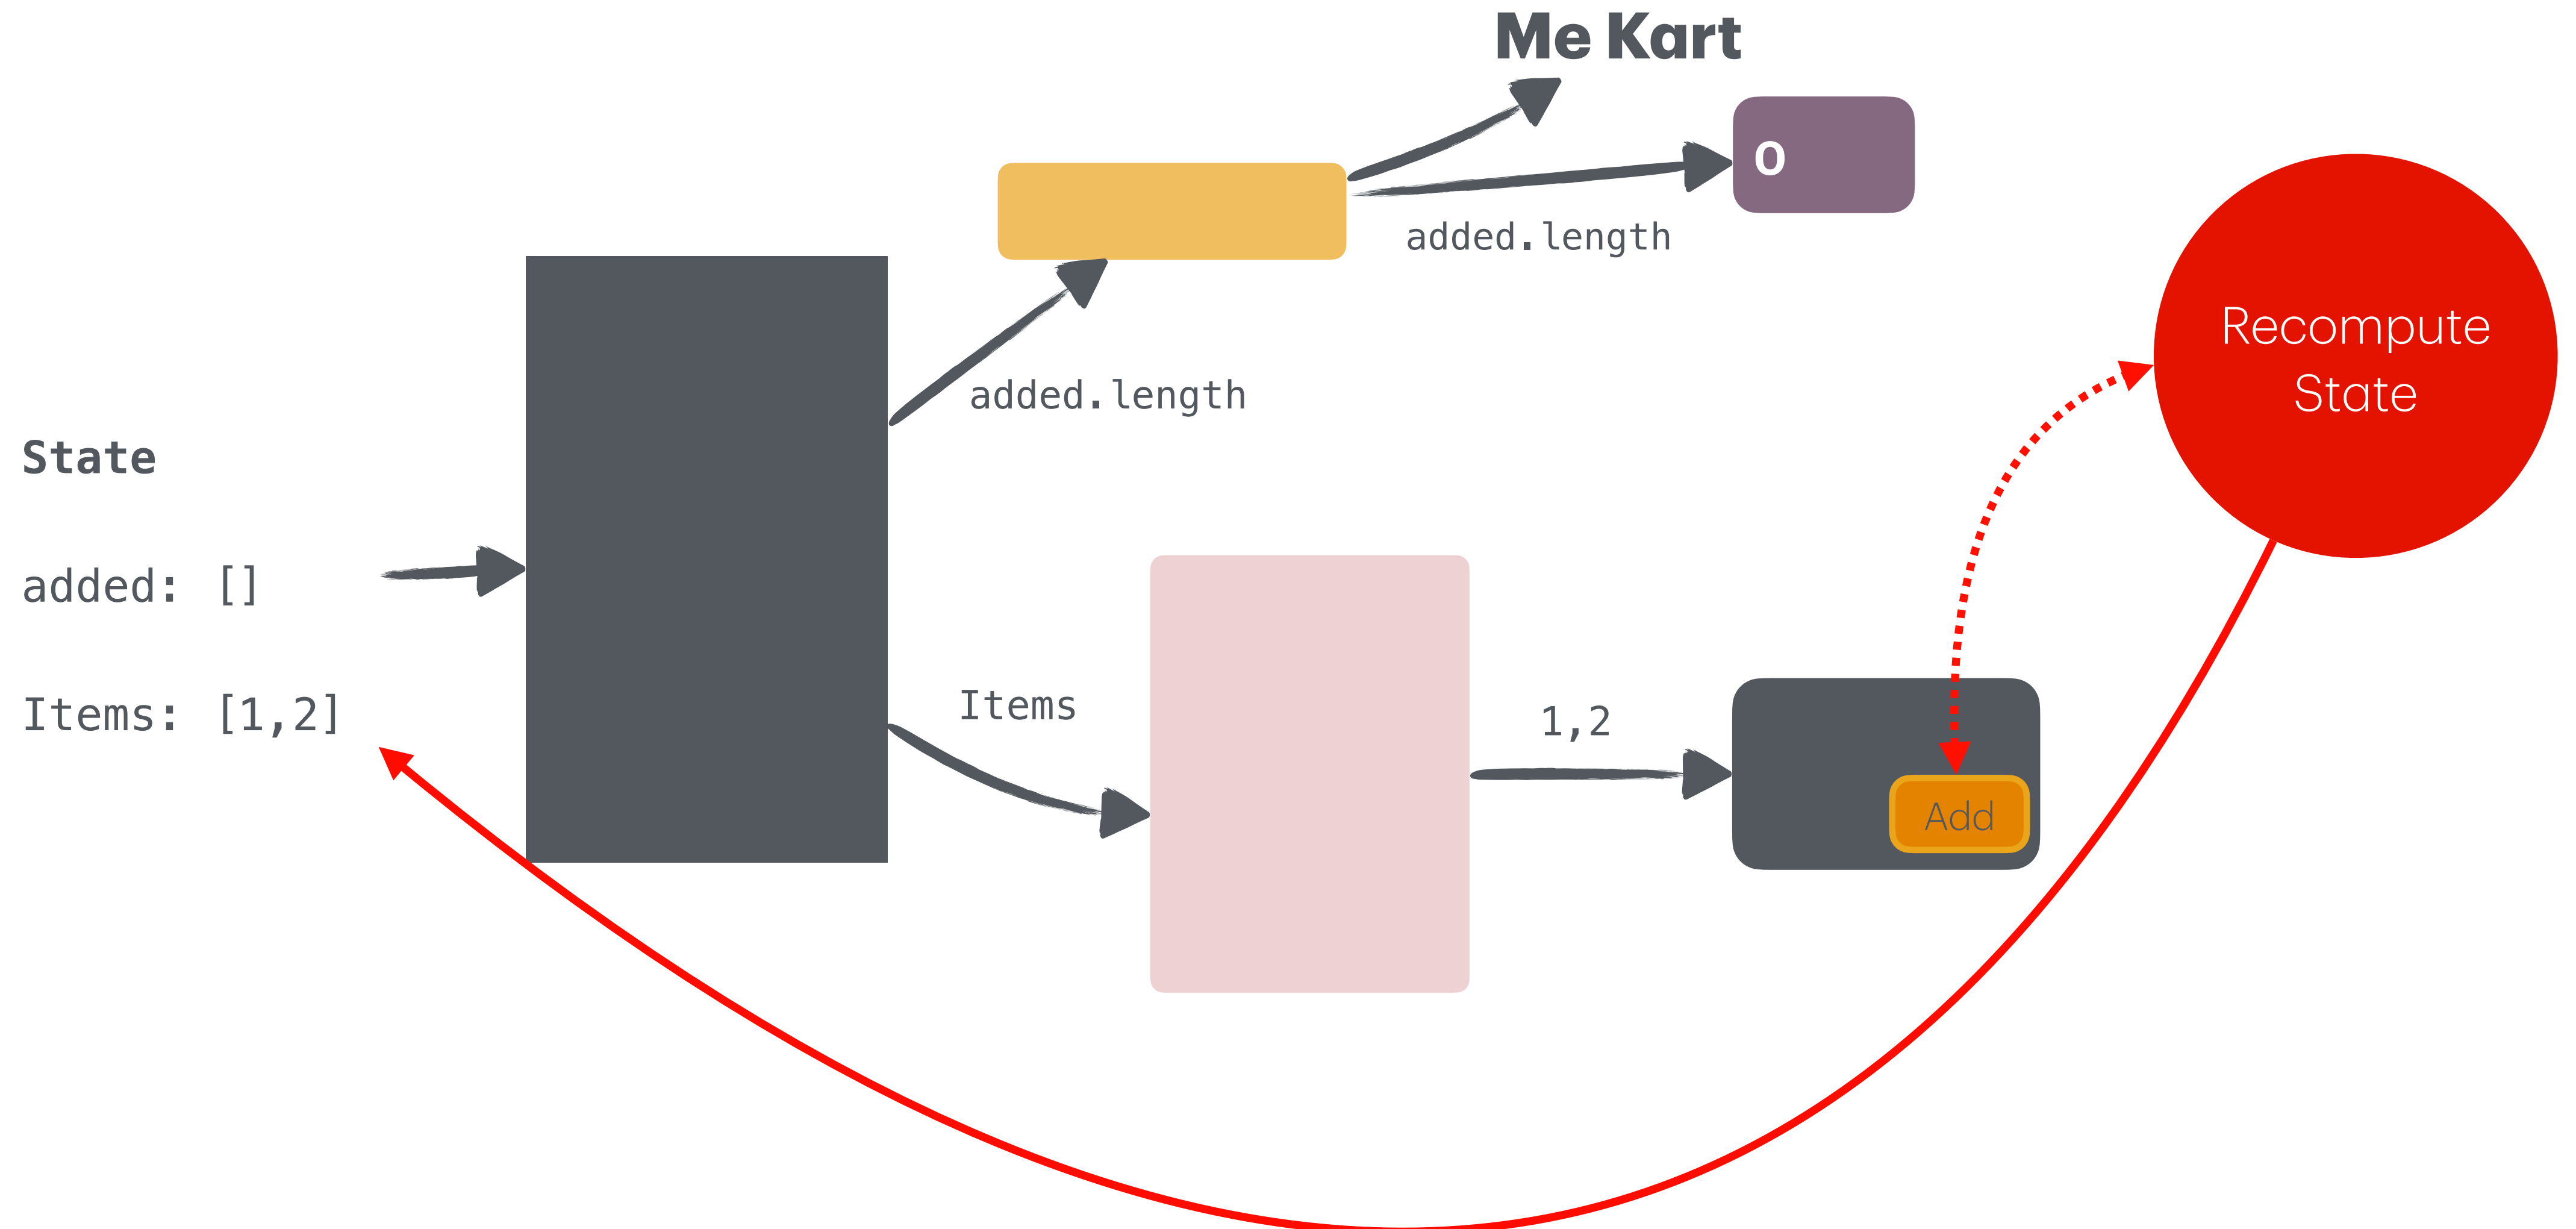 Me Kart
0
added.length
added.length
State
added: []
Items: [1,2]
Items
1,2
Add
Recompute
State